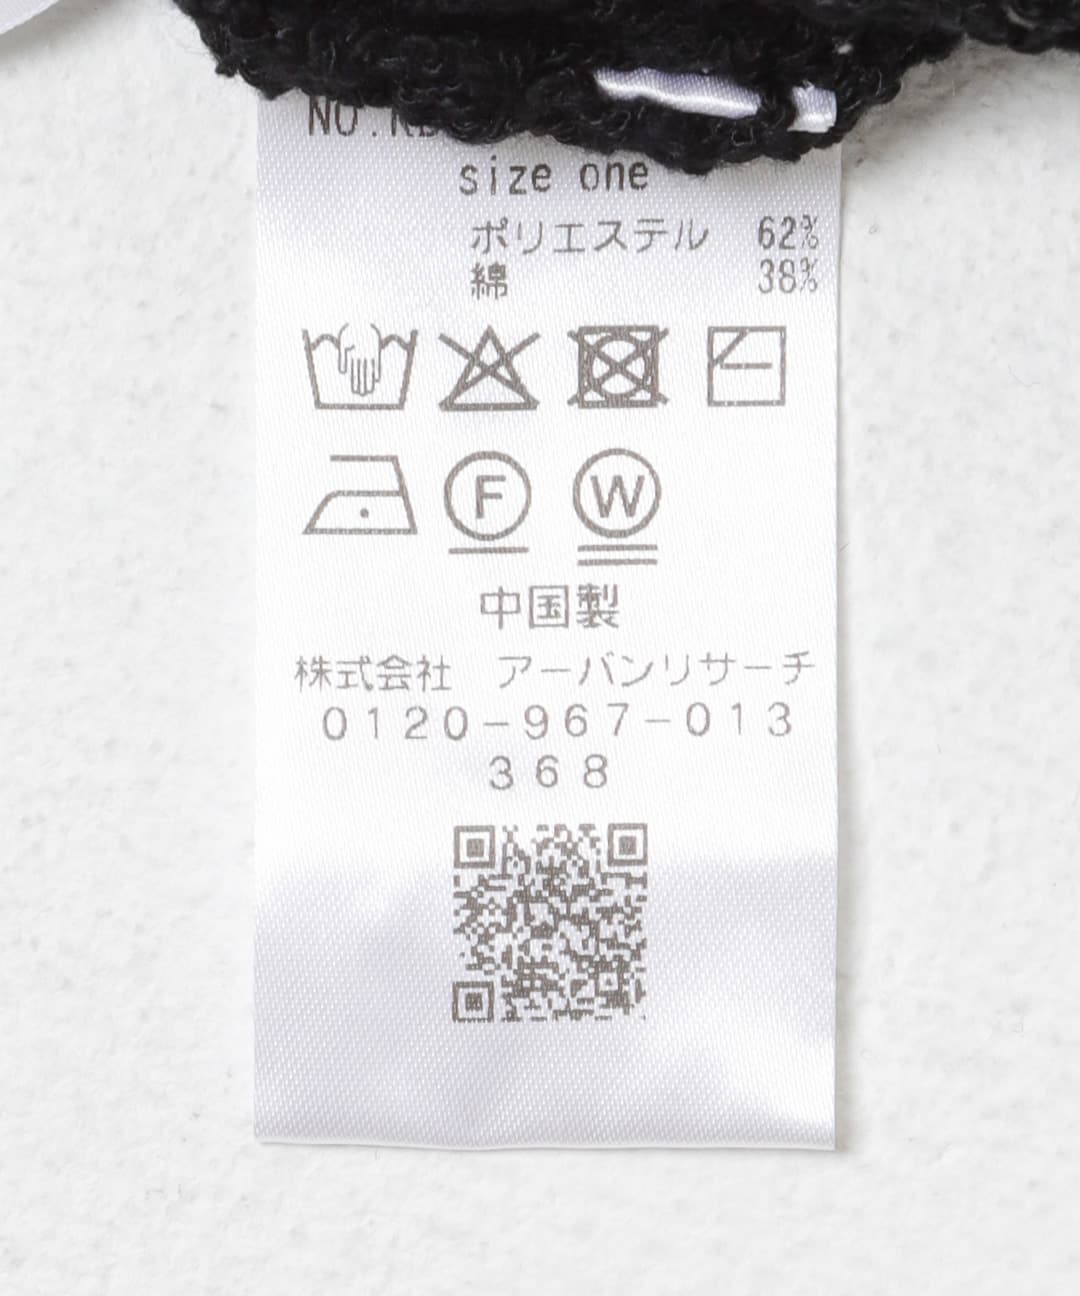 NO.
size one
ポリエステル 62%
綿 38%
F W
中国製
株式会社 アーバンリサーチ
0120-967-013
368